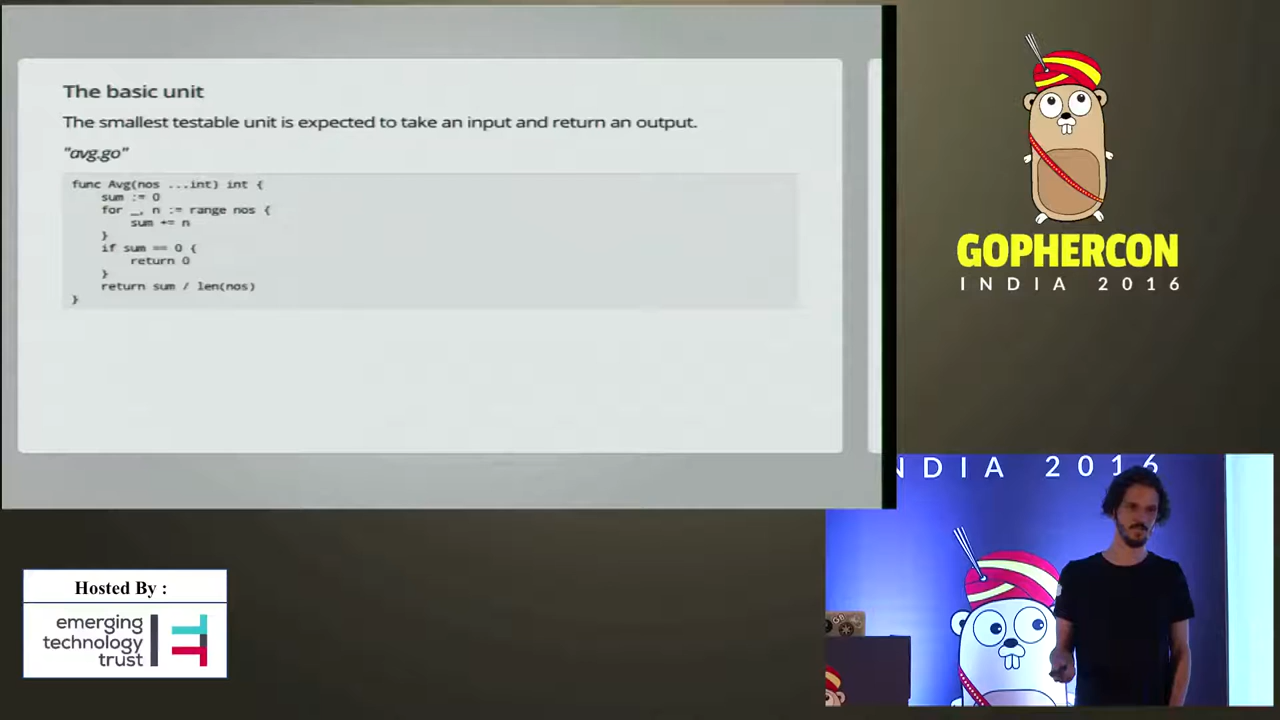 The basic unit
The smallest testable unit is expected to take an input and return an output.
"avg.go"
func Avg(nos ...int) int {
    sum := 0
    for _, n := range nos {
        sum += n
    }
    if sum == 0 {
        return 0
    }
    return sum / len(nos)
}
GOPHERCON
INDIA 2016
NDIA 2016
Hosted By :
emerging
technology
trust